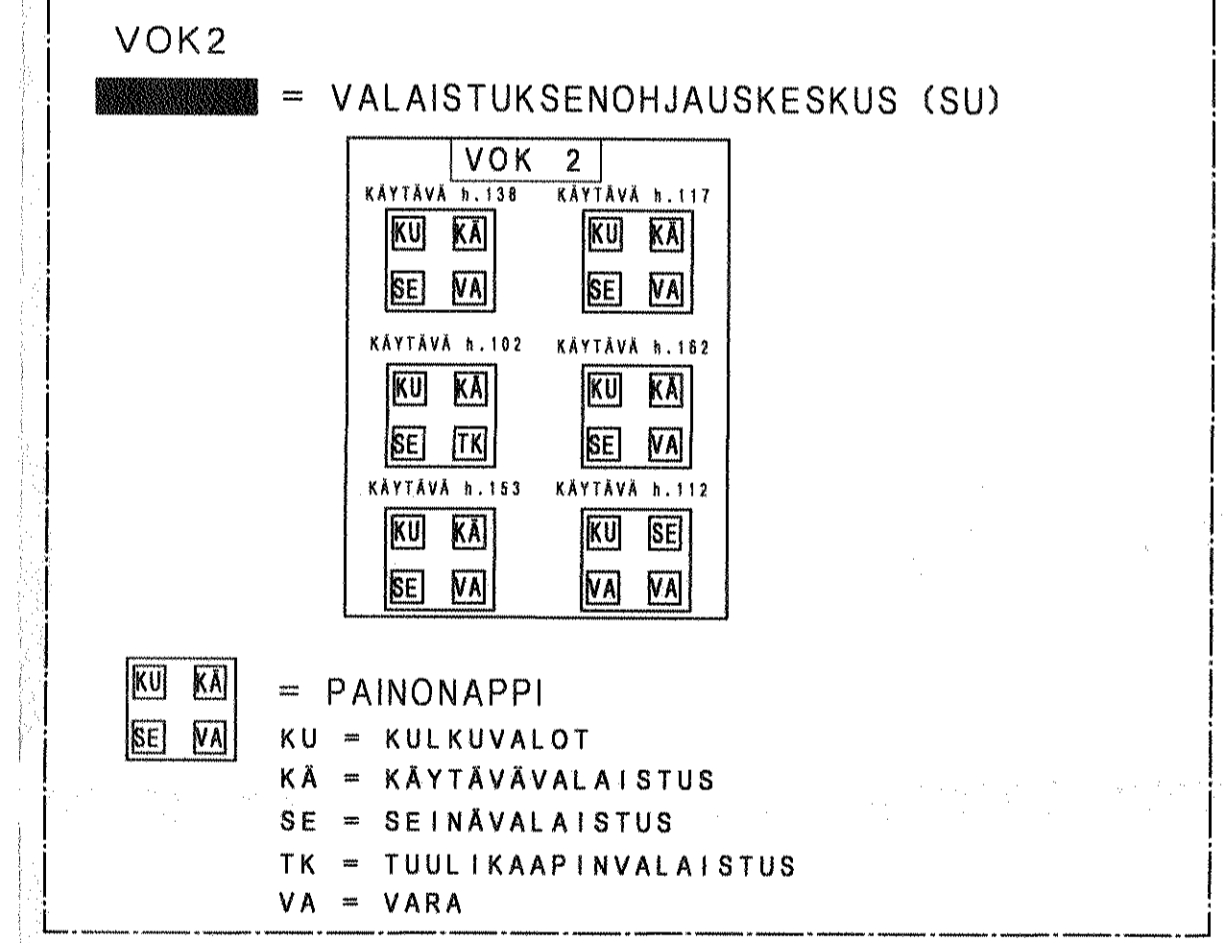 VOK2
= VALAISTUKSENOHJAUSKESKUS (SU)
VOK 2
KÄYTÄVÄ h.138 KÄYTÄVÄ h.117
KU KÄ KU KÄ
SE VA SE VA
KÄYTÄVÄ h.102 KÄYTÄVÄ h.162
KU KÄ KU KÄ
SE TK SE VA
KÄYTÄVÄ h.153 KÄYTÄVÄ h.112
KU KÄ KU SE
SE VA VA VA
KU KÄ = PAINONAPPI
SE VA KU = KULKUVALOT
KÄ = KÄYTÄVÄVALAISTUS
SE = SEINÄVALAISTUS
TK = TUULIKAAPINVALAISTUS
VA = VARA